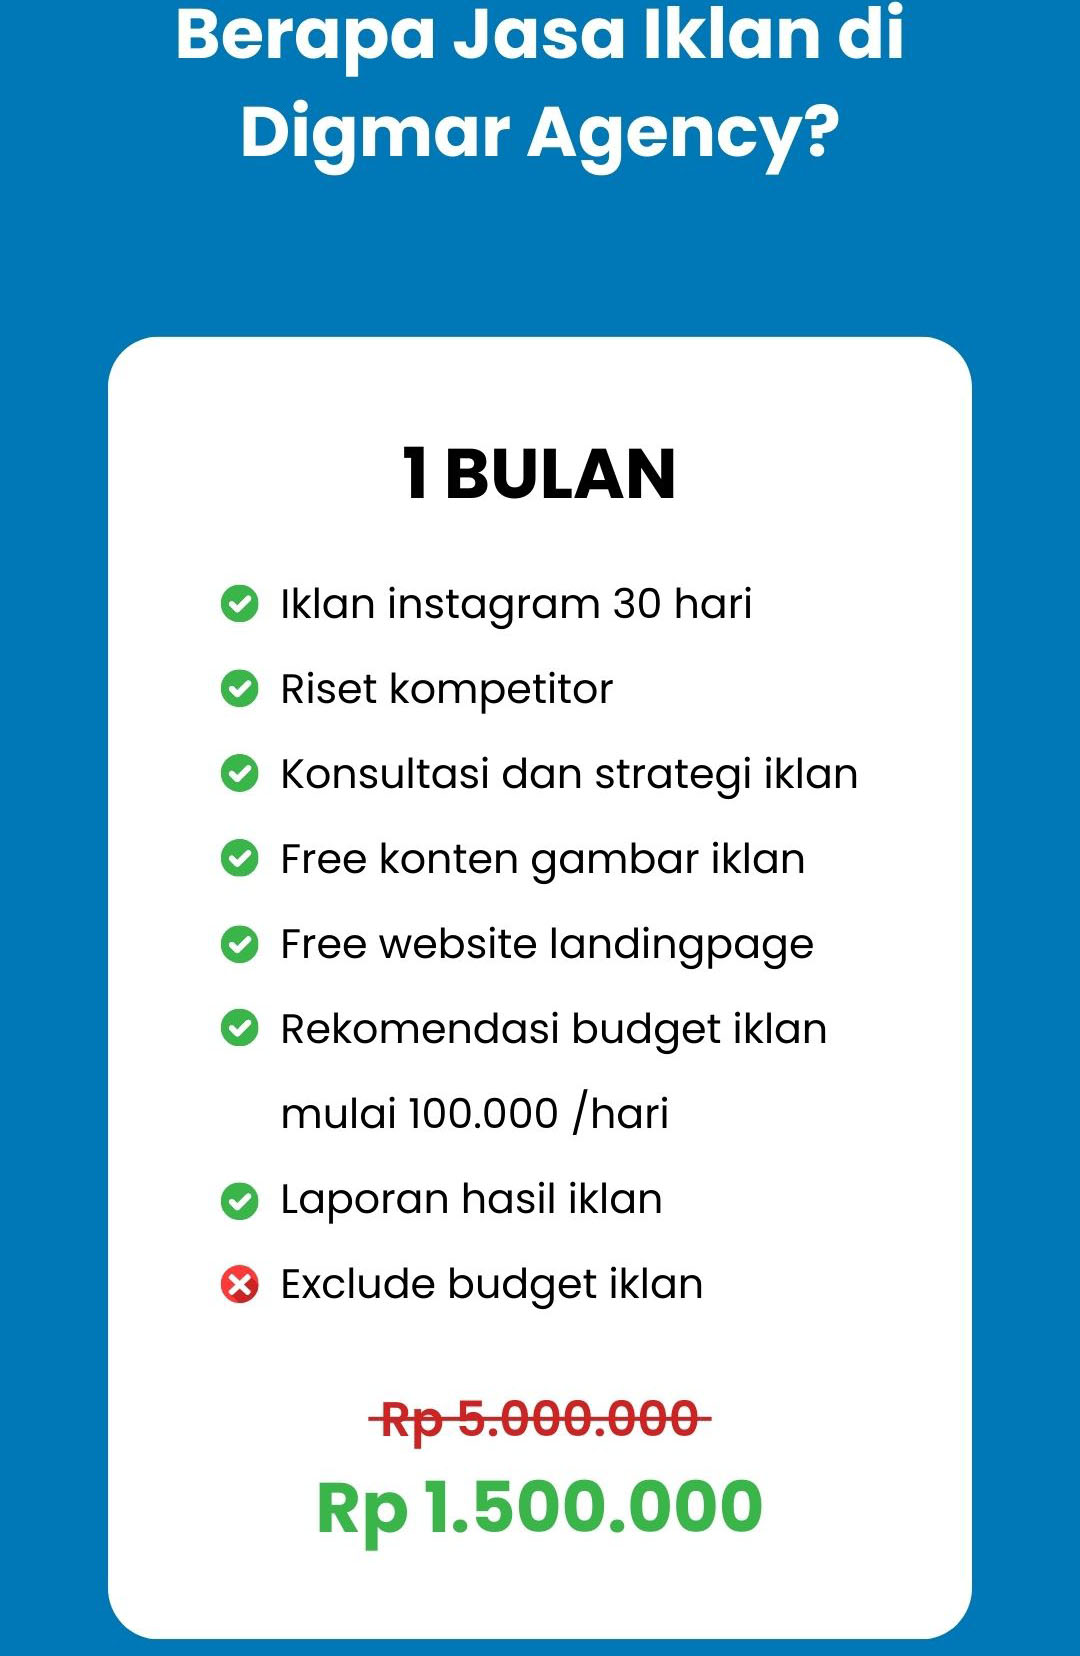 Berapa Jasa Iklan di
Digmar Agency?
1 BULAN
Iklan instagram 30 hari
Riset kompetitor
Konsultasi dan strategi iklan
Free konten gambar iklan
Free website landingpage
Rekomendasi budget iklan
mulai 100.000 /hari
Laporan hasil iklan
Exclude budget iklan
Rp 5.000.000
Rp 1.500.000